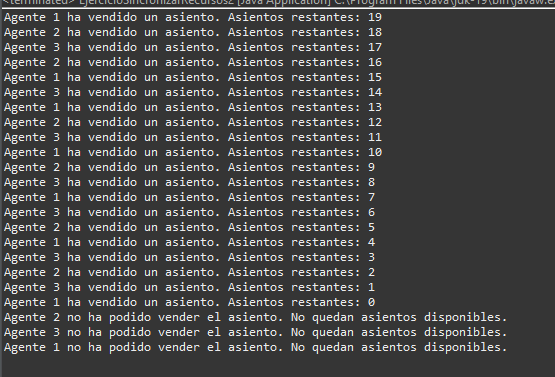 <terminated> EjercicioSincronizarRecursos2 [Java Application] C:\Program Files\Java\jdk-19\bin\javaw.e
Agente 1 ha vendido un asiento. Asientos restantes: 19
Agente 2 ha vendido un asiento. Asientos restantes: 18
Agente 3 ha vendido un asiento. Asientos restantes: 17
Agente 2 ha vendido un asiento. Asientos restantes: 16
Agente 1 ha vendido un asiento. Asientos restantes: 15
Agente 3 ha vendido un asiento. Asientos restantes: 14
Agente 1 ha vendido un asiento. Asientos restantes: 13
Agente 2 ha vendido un asiento. Asientos restantes: 12
Agente 3 ha vendido un asiento. Asientos restantes: 11
Agente 1 ha vendido un asiento. Asientos restantes: 10
Agente 2 ha vendido un asiento. Asientos restantes: 9
Agente 3 ha vendido un asiento. Asientos restantes: 8
Agente 1 ha vendido un asiento. Asientos restantes: 7
Agente 3 ha vendido un asiento. Asientos restantes: 6
Agente 2 ha vendido un asiento. Asientos restantes: 5
Agente 1 ha vendido un asiento. Asientos restantes: 4
Agente 3 ha vendido un asiento. Asientos restantes: 3
Agente 2 ha vendido un asiento. Asientos restantes: 2
Agente 3 ha vendido un asiento. Asientos restantes: 1
Agente 1 ha vendido un asiento. Asientos restantes: 0
Agente 2 no ha podido vender el asiento. No quedan asientos disponibles.
Agente 3 no ha podido vender el asiento. No quedan asientos disponibles.
Agente 1 no ha podido vender el asiento. No quedan asientos disponibles.